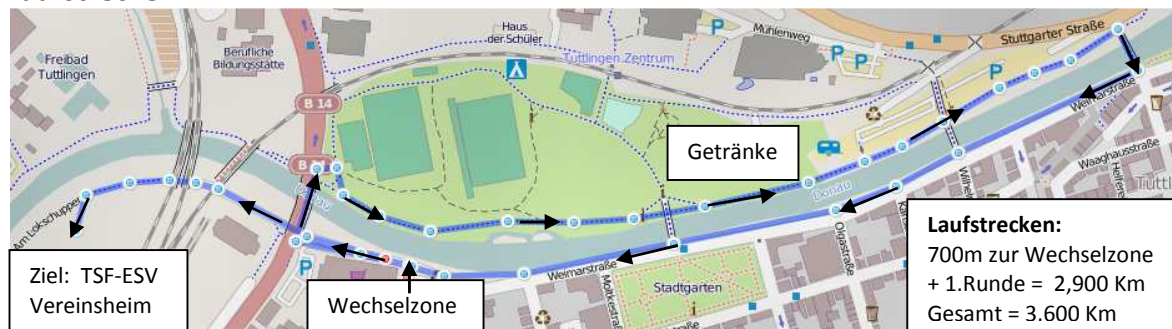 Freibad
Tuttlingen
Berufliche
Bildungsstätte
Haus
der Schüler
Mühlenweg
Stuttgarter Straße
P
P
P
P
Tuttlingen Zentrum
B 14
Getränke
Donau
Weimarstraße
Waaghausstraße
Am Lokschuppen
Weimarstraße
Olgastraße
Stadtgarten
P
Ziel: TSF-ESV
Vereinsheim
Wechselzone
Laufstrecken:
700m zur Wechselzone
+ 1.Runde = 2,900 Km
Gesamt = 3.600 Km